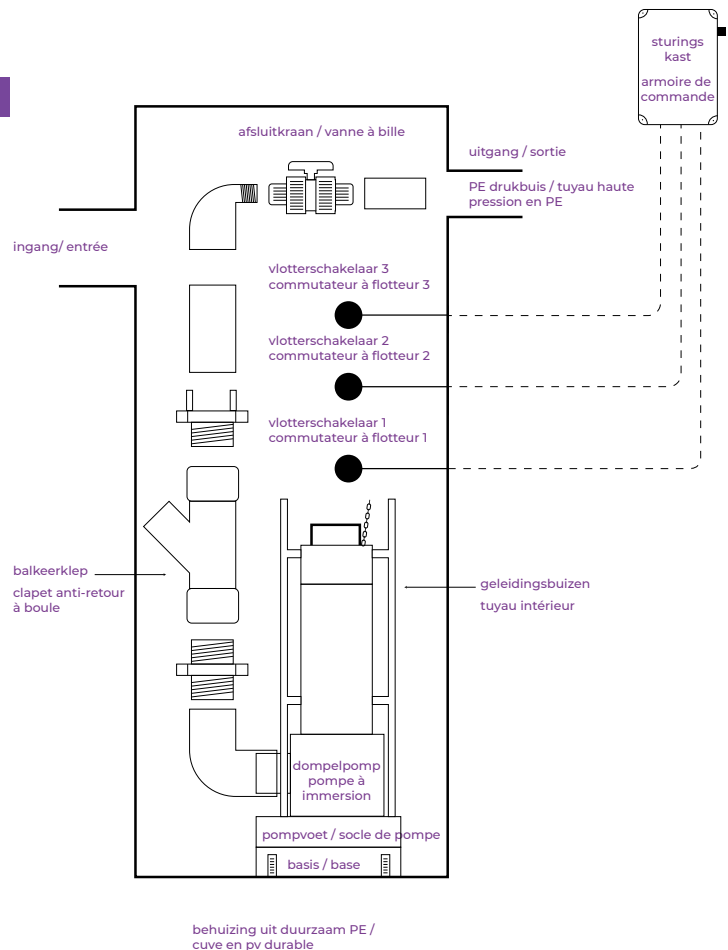 sturings
kast
armoire de
commande
afsluitkraan / vanne à bille
uitgang / sortie
PE drukbuis / tuyau haute
pression en PE
ingang/ entrée
vlotterschakelaar 3
commutateur à flotteur 3
vlotterschakelaar 2
commutateur à flotteur 2
vlotterschakelaar 1
commutateur à flotteur 1
balkeerklep
clapet anti-retour
à boule
geleidingsbuizen
tuyau intérieur
dompelpomp
pompe à
immersion
pompvoet / socle de pompe
basis / base
behuizing uit duurzaam PE /
cuve en pv durable